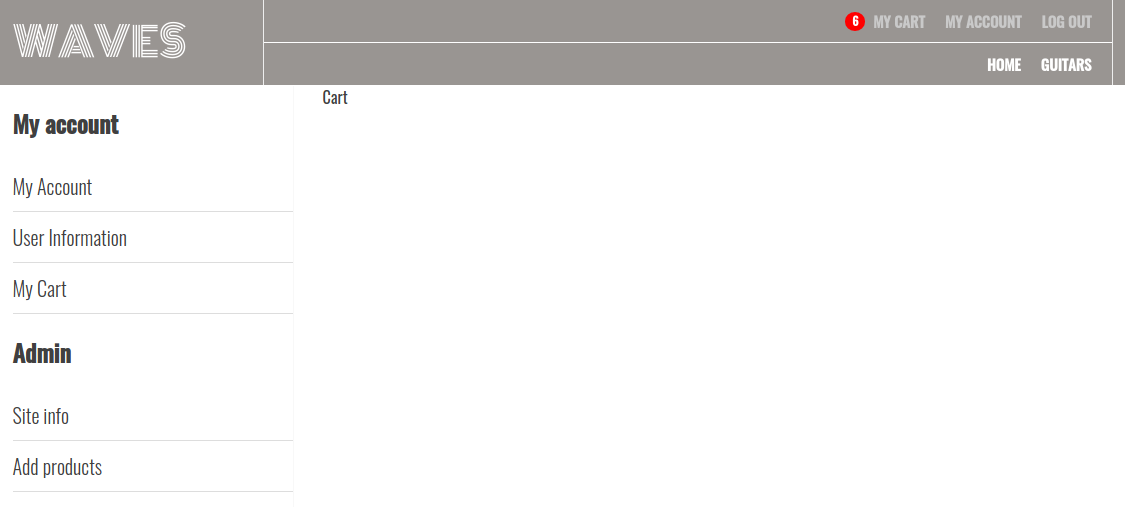 WAVES
6 MY CART MY ACCOUNT LOG OUT
HOME GUITARS
My account
My Account
User Information
My Cart
Admin
Site info
Add products
Cart